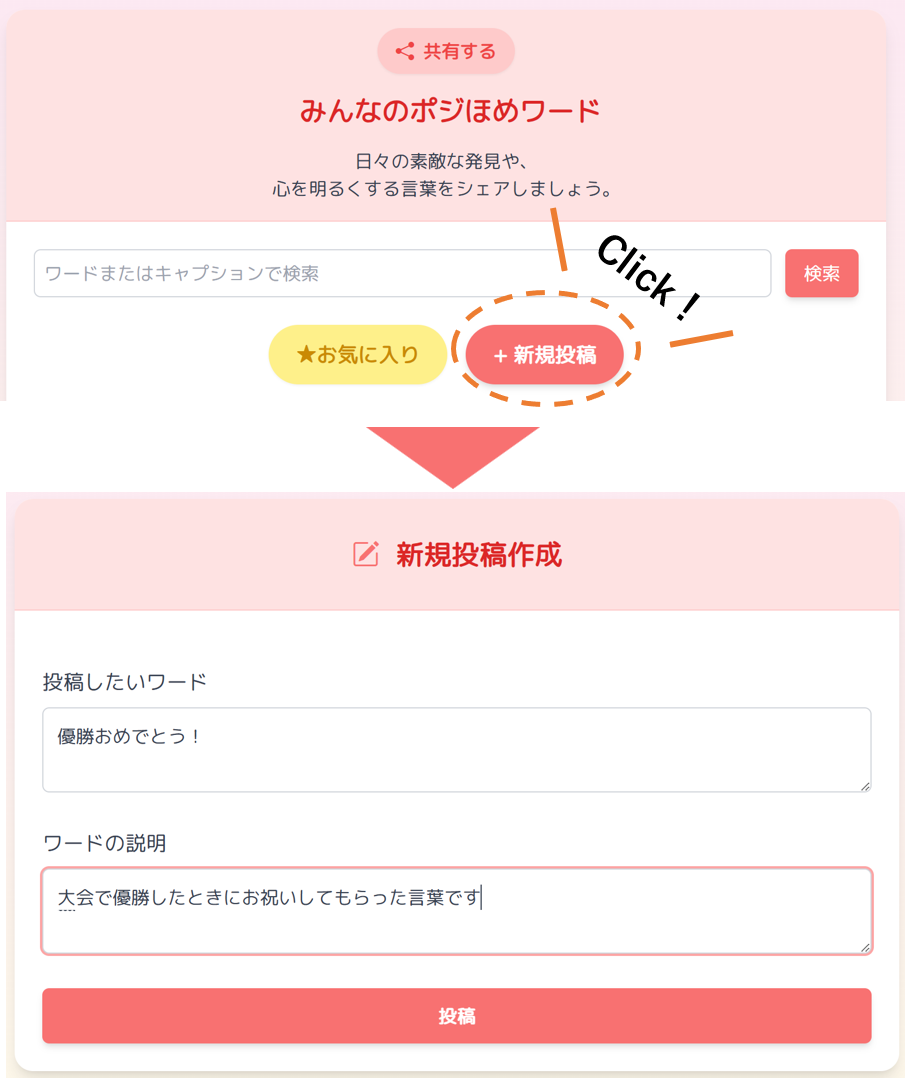 共有する
みんなのポジほめワード
日々の素敵な発見や、
心を明るくする言葉をシェアしましょう。
Click！
ワードまたはキャプションで検索
検索
★お気に入り
+ 新規投稿
新規投稿作成
投稿したいワード
優勝おめでとう！
ワードの説明
大会で優勝したときにお祝いしてもらった言葉です
投稿